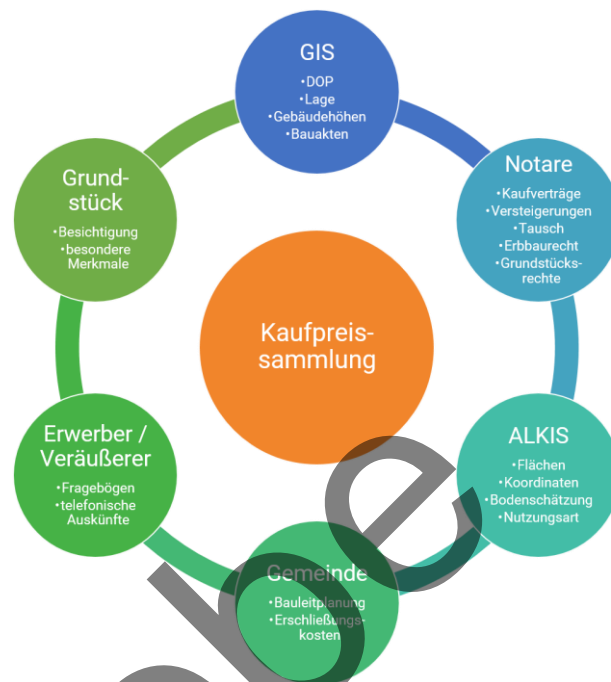 GIS
•DOP
•Lage
•Gebäudehöhen
•Bauakten
Notare
•Kaufverträge
•Versteigerungen
•Tausch
•Erbbaurecht
•Grundstücks-
rechte
ALKIS
•Flächen
•Koordinaten
•Bodenschätzung
•Nutzungsart
Gemeinde
•Bauleitplanung
•Erschließungs-
kosten
Erwerber /
Veräußerer
•Fragebögen
•telefonische
Auskünfte
Grund-
stück
•Besichtigung
•besondere
Merkmale
Kaufpreis-
sammlung